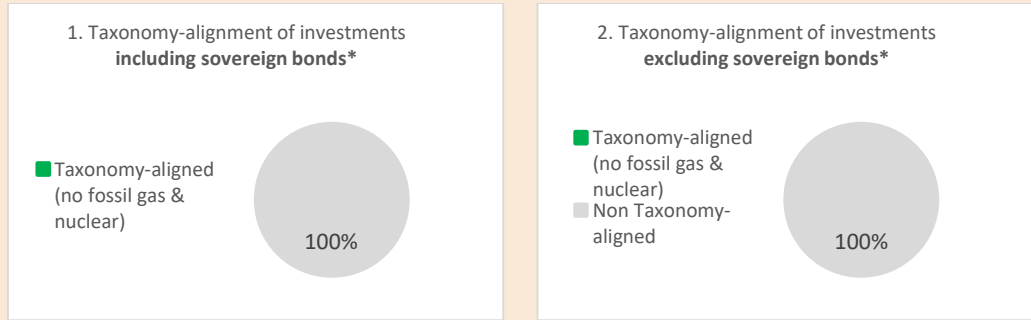 1. Taxonomy-alignment of investments
including sovereign bonds*
Taxonomy-aligned
(no fossil gas &
nuclear)
100%
2. Taxonomy-alignment of investments
excluding sovereign bonds*
Taxonomy-aligned
(no fossil gas &
nuclear)
Non Taxonomy-
aligned
100%